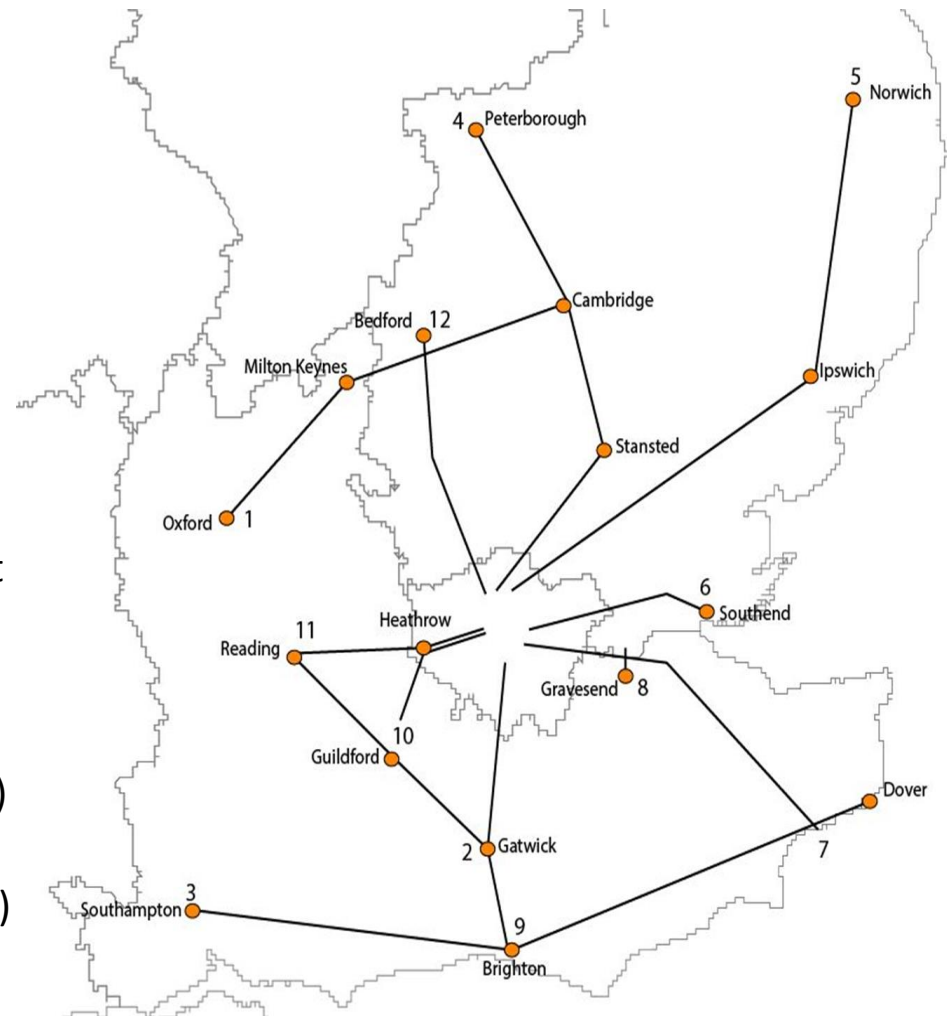 5
Norwich
4 Peterborough
Cambridge
Bedford 12
Milton Keynes
Ipswich
Stansted
Oxford 1
t
6
Southend
Heathrow
11
Reading
Gravesend 8
10
Guildford
)
Dover
2 Gatwick
7
3
Southampton
)
9
Brighton